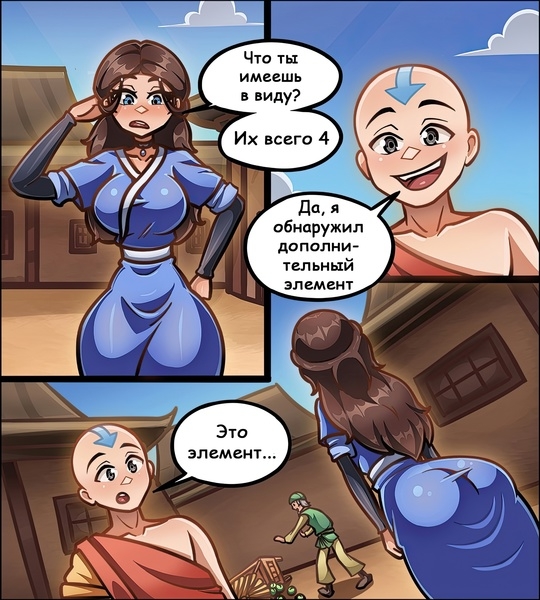 Что ты
имеешь
в виду?
Их всего 4
Да, я
обнаружил
дополни-
тельный
элемент
Это
элемент...